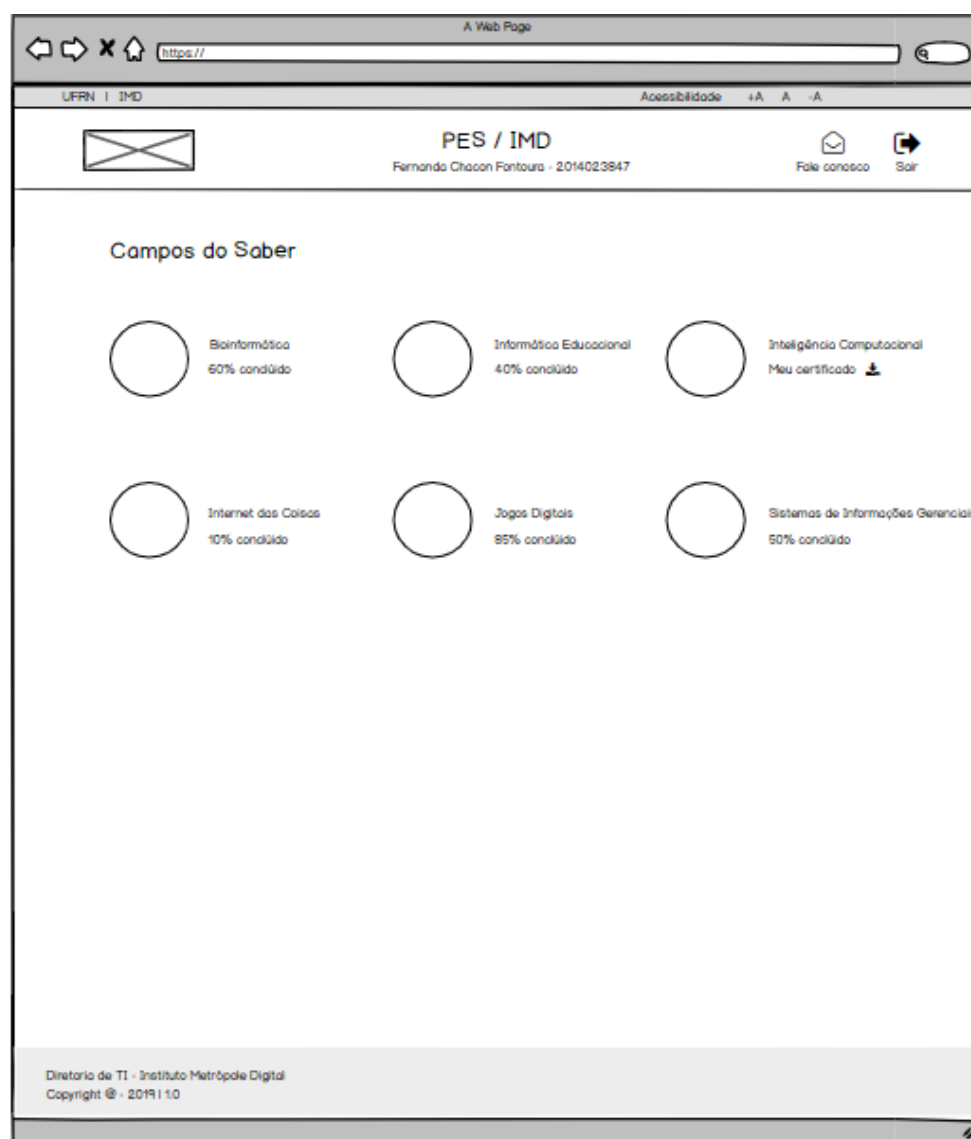 A Web Page
https://
UFRN | IMD
Acessibilidade +A A -A
PES / IMD
Fernanda Chacon Fontoura - 2014023847
Fale conosco
Sair
Campos do Saber
Bioinformática
60% concluído
Informática Educacional
40% concluído
Inteligência Computacional
Meu certificado
Internet das Coisas
10% concluído
Jogos Digitais
85% concluído
Sistemas de Informações Gerenciais
50% concluído
Diretoria de TI - Instituto Metrópole Digital
Copyright @ - 2019 | 1.0